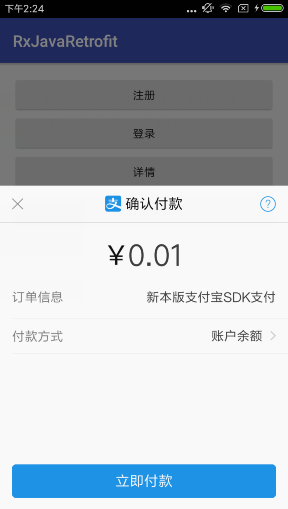 下午2:24
RxJavaRetrofit
注册
登录
详情
确认付款
¥0.01
订单信息 新本版支付宝SDK支付
付款方式 账户余额
立即付款